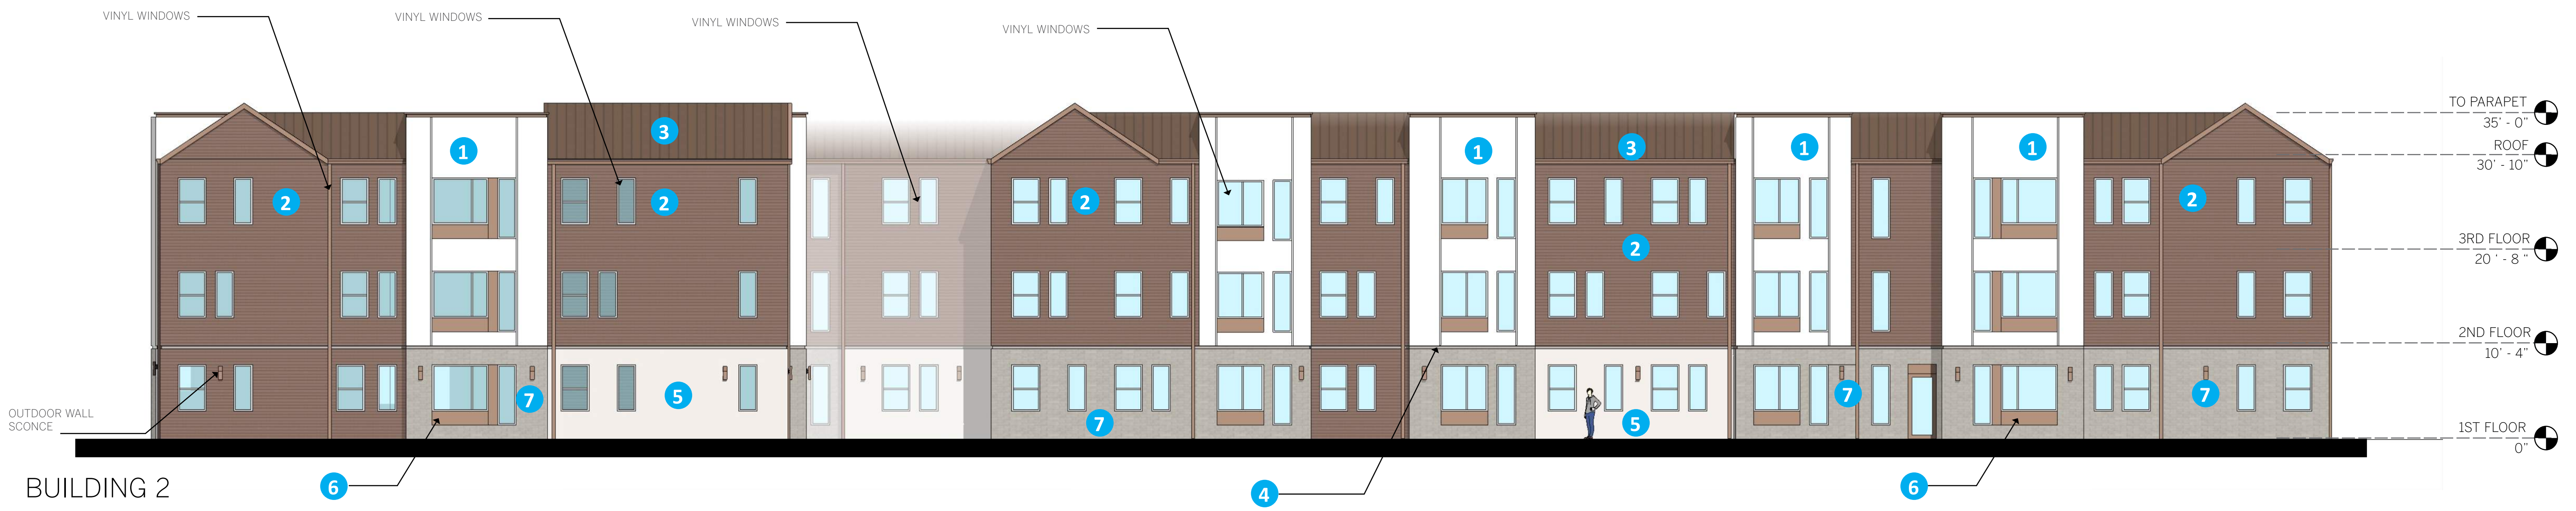 VINYL WINDOWS
VINYL WINDOWS
VINYL WINDOWS
VINYL WINDOWS
TO PARAPET
35' - 0"
1
3
1
3
1
1
ROOF
30' - 10"
2
2
2
2
2
3RD FLOOR
20 ' - 8 "
2ND FLOOR
10' - 4"
7
5
7
5
7
7
OUTDOOR WALL
SCONCE
1ST FLOOR
0"
BUILDING 2
6
4
6